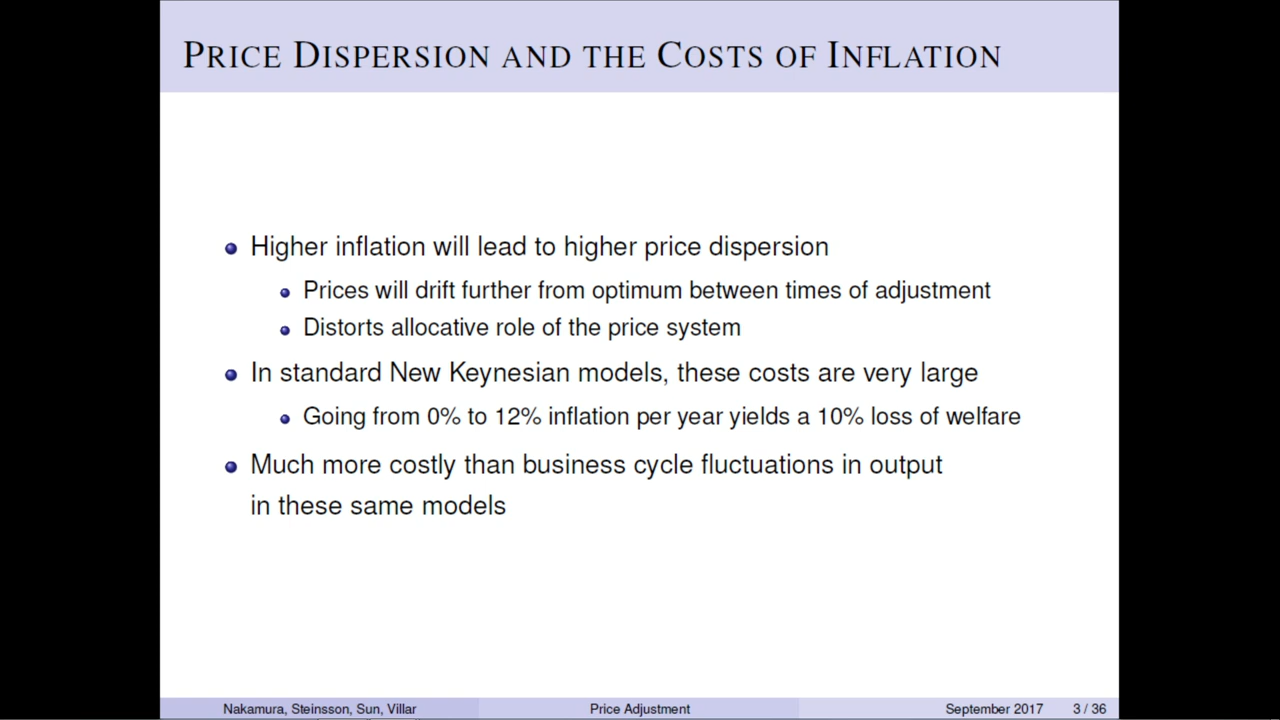 PRICE DISPERSION AND THE COSTS OF INFLATION
Higher inflation will lead to higher price dispersion
Prices will drift further from optimum between times of adjustment
Distorts allocative role of the price system
In standard New Keynesian models, these costs are very large
Going from 0% to 12% inflation per year yields a 10% loss of welfare
Much more costly than business cycle fluctuations in output
in these same models
Nakamura, Steinsson, Sun, Villar
Price Adjustment
September 2017
3 / 36